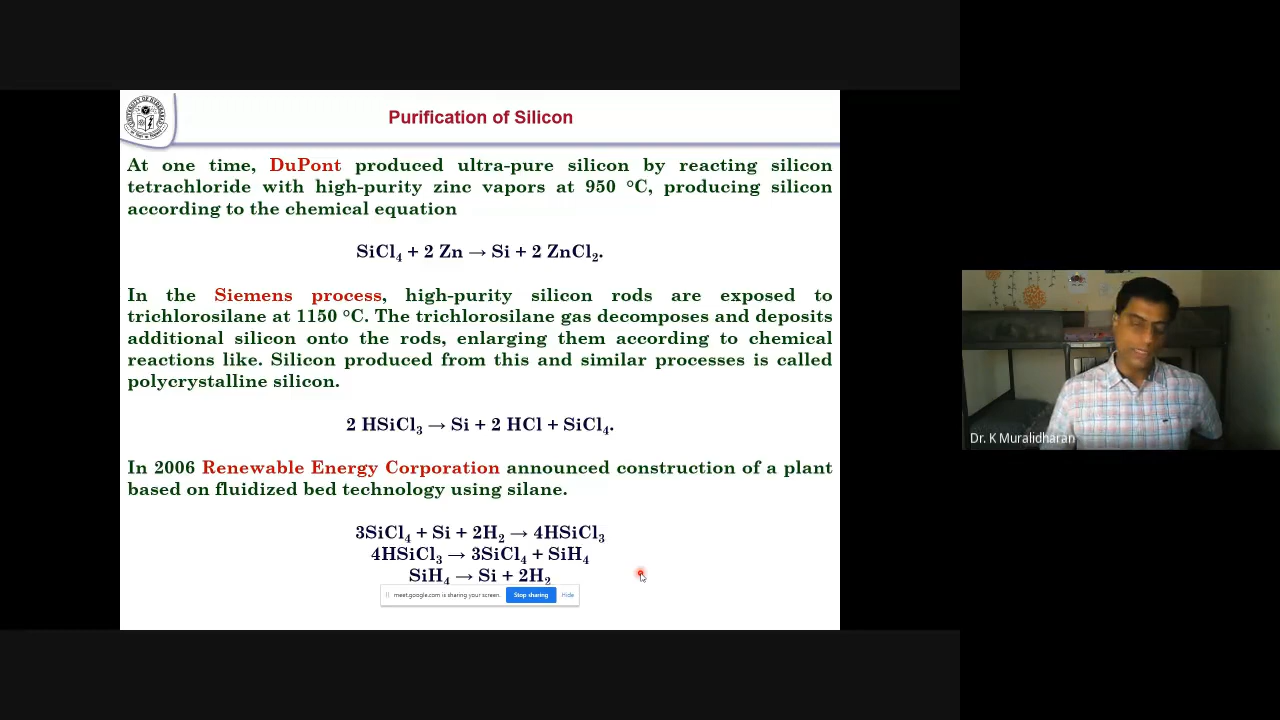 Purification of Silicon
At one time, DuPont produced ultra-pure silicon by reacting silicon
tetrachloride with high-purity zinc vapors at 950 °C, producing silicon
according to the chemical equation
SiCl₄ + 2 Zn → Si + 2 ZnCl₂.
In the Siemens process, high-purity silicon rods are exposed to
trichlorosilane at 1150 °C. The trichlorosilane gas decomposes and deposits
additional silicon onto the rods, enlarging them according to chemical
reactions like. Silicon produced from this and similar processes is called
polycrystalline silicon.
2 HSiCl₃ → Si + 2 HCl + SiCl₄.
In 2006 Renewable Energy Corporation announced construction of a plant
based on fluidized bed technology using silane.
3SiCl₄ + Si + 2H₂ → 4HSiCl₃
4HSiCl₃ → 3SiCl₄ + SiH₄
SiH₄ → Si + 2H₂
meet.google.com is sharing your screen. Stop sharing Hide
Dr. K Muralidharan